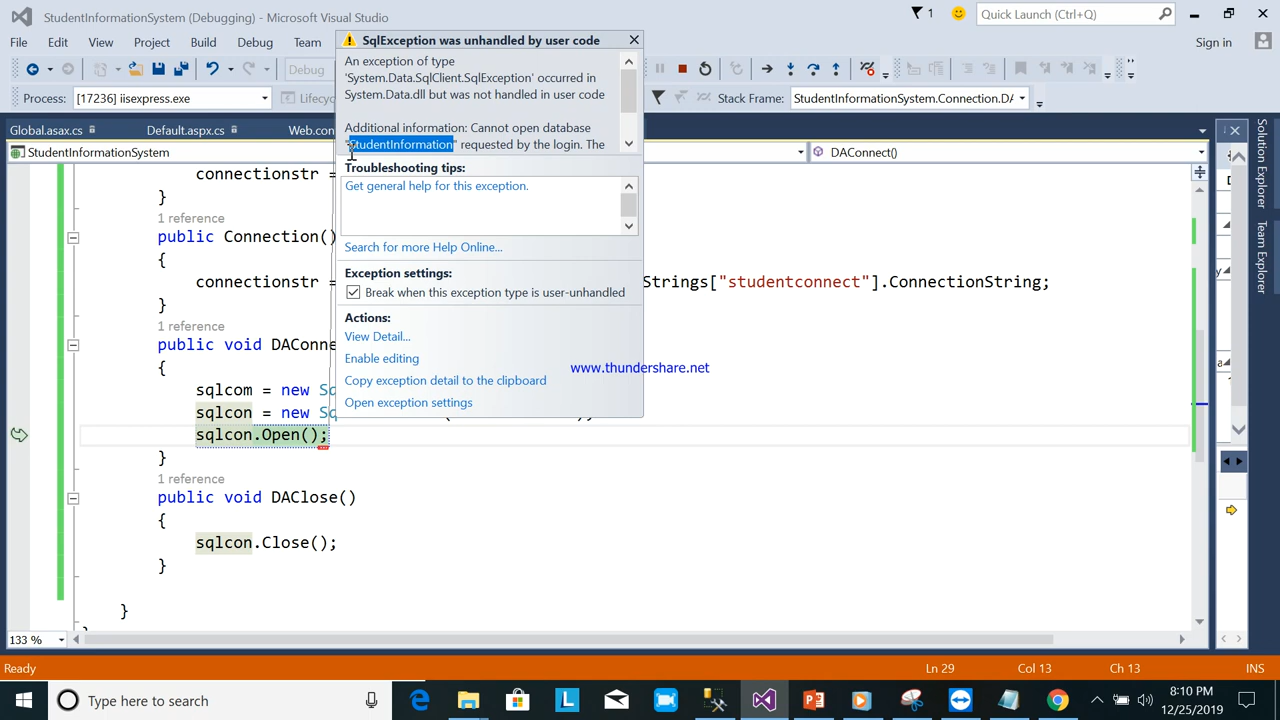 StudentInformationSystem (Debugging) - Microsoft Visual Studio
1
Quick Launch (Ctrl+Q)
File Edit View Project Build Debug Team
Sign in
Debug
Process: [17236] iisexpress.exe
Lifecyc
Stack Frame: StudentInformationSystem.Connection.DA
Global.asax.cs Default.aspx.cs Web.con
StudentInformationSystem
DAConnect()
SqlException was unhandled by user code
An exception of type
'System.Data.SqlClient.SqlException' occurred in
System.Data.dll but was not handled in user code
Additional information: Cannot open database
"StudentInformation" requested by the login. The
Troubleshooting tips:
Get general help for this exception.
Search for more Help Online...
Exception settings:
Break when this exception type is user-unhandled
Actions:
View Detail...
Enable editing
Copy exception detail to the clipboard
Open exception settings
www.thundershare.net
connectionstr =
}
1 reference
public Connection()
{
connectionstr = Strings["studentconnect"].ConnectionString;
}
1 reference
public void DAConne
{
sqlcom = new Sq
sqlcon = new Sq
sqlcon.Open();
}
1 reference
public void DAClose()
{
sqlcon.Close();
}
}
Solution Explorer
Team Explorer
133 %
Ready
Ln 29 Col 13 Ch 13 INS
Type here to search
8:10 PM
12/25/2019